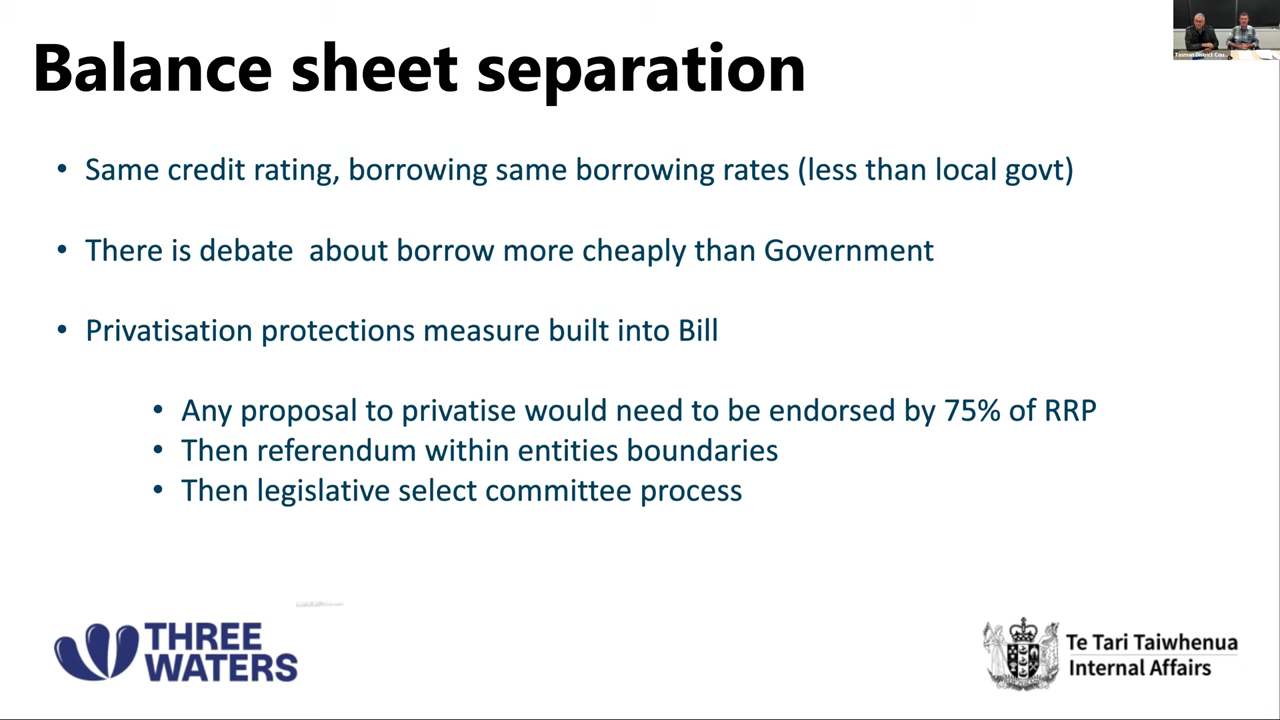 Balance sheet separation
Tasman District Cou...
• Same credit rating, borrowing same borrowing rates (less than local govt)
• There is debate  about borrow more cheaply than Government
• Privatisation protections measure built into Bill
• Any proposal to privatise would need to be endorsed by 75% of RRP
• Then referendum within entities boundaries
• Then legislative select committee process
THREE
WATERS
Te Tari Taiwhenua
Internal Affairs